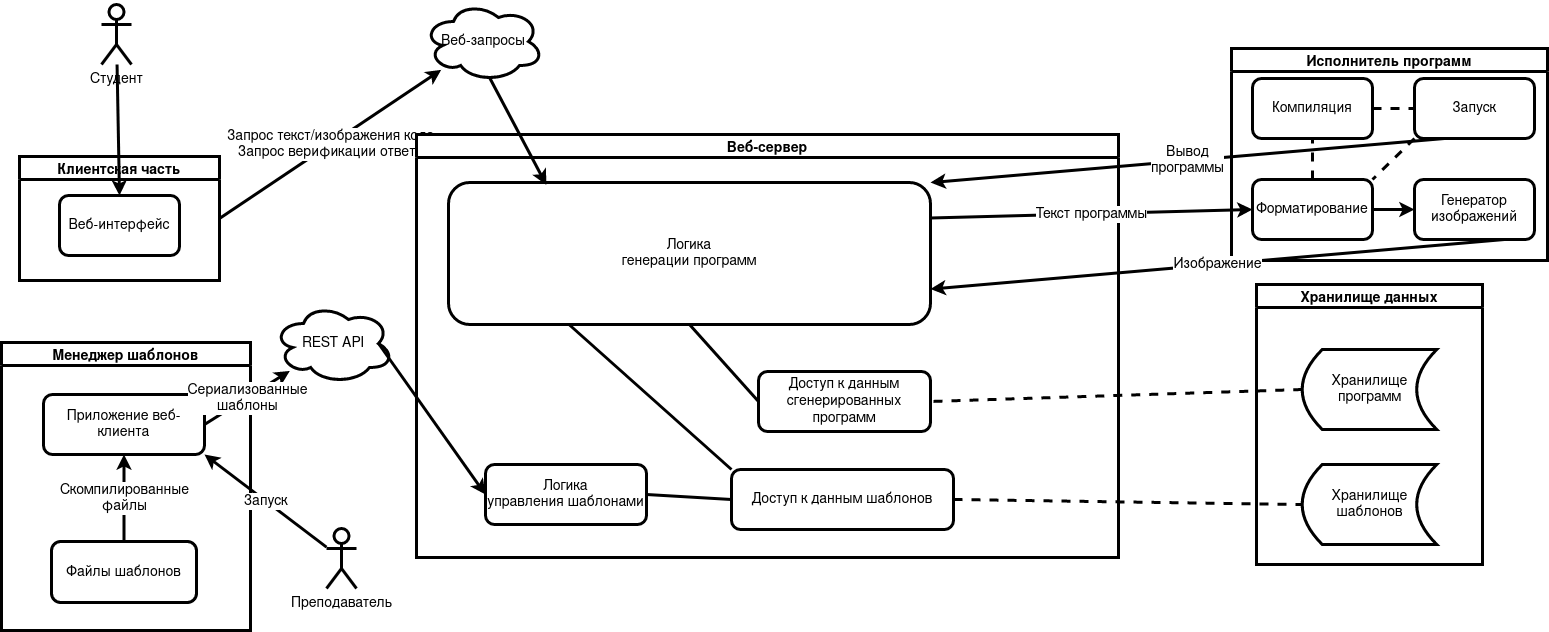 Студент
Веб-запросы
Запрос текст/изображения
Запрос верификации ответ
Клиентская часть
Веб-интерфейс
Веб-сервер
Логика
генерации программ
Вывод
программы
Текст программы
Изображение
Исполнитель программ
Компиляция
Запуск
Форматирование
Генератор
изображений
Хранилище данных
Хранилище
программ
Хранилище
шаблонов
Менеджер шаблонов
REST API
Сериализованные
шаблоны
Приложение веб-
клиента
Скомпилированные
файлы
Запуск
Файлы шаблонов
Преподаватель
Доступ к данным
сгенерированных
программ
Логика
управления шаблонами
Доступ к данным шаблонов